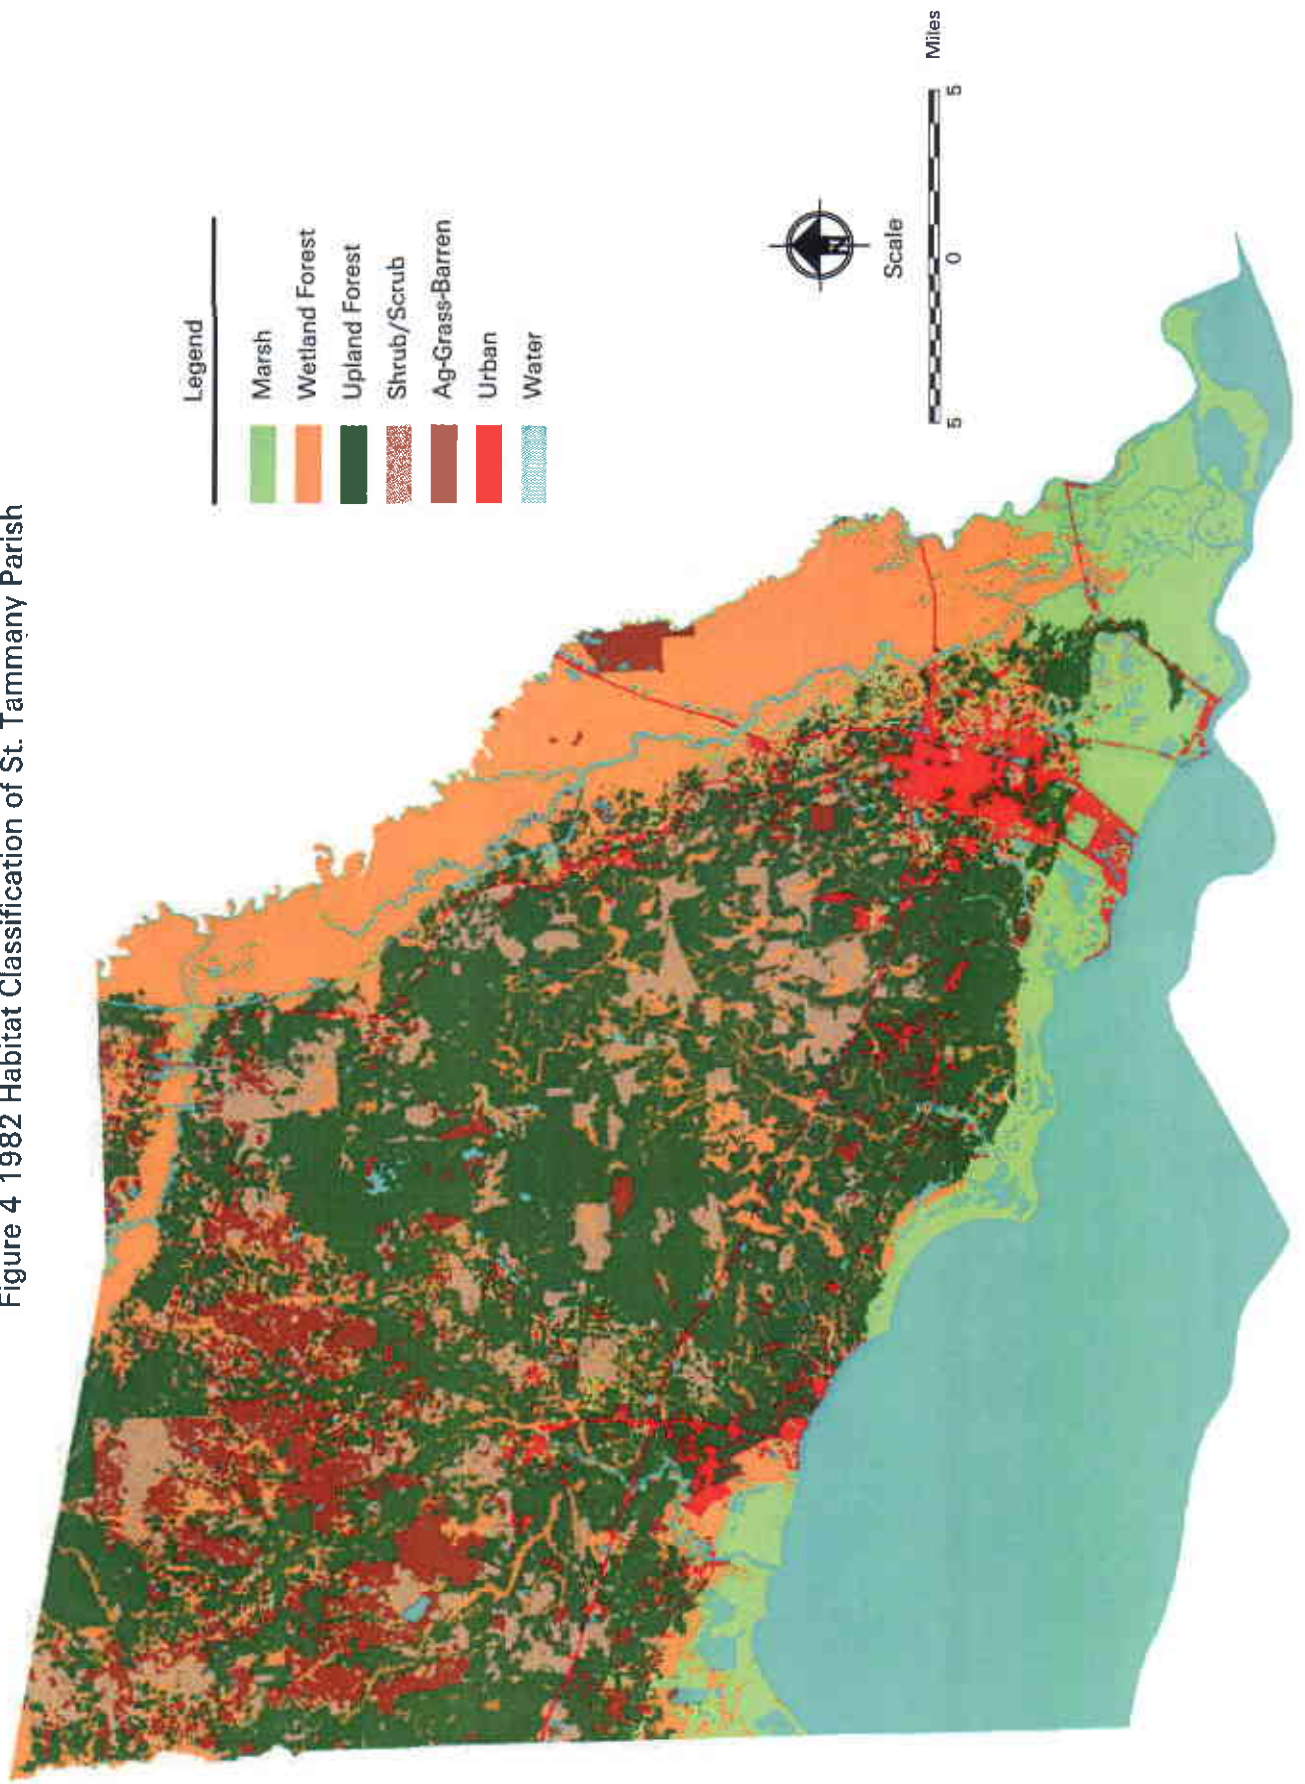 Figure 4 1982 Habitat Classification of St. Tammany Parish
Legend
Marsh
Wetland Forest
Upland Forest
Shrub/Scrub
Ag-Grass-Barren
Urban
Water
N
Scale
5 0 5 Miles